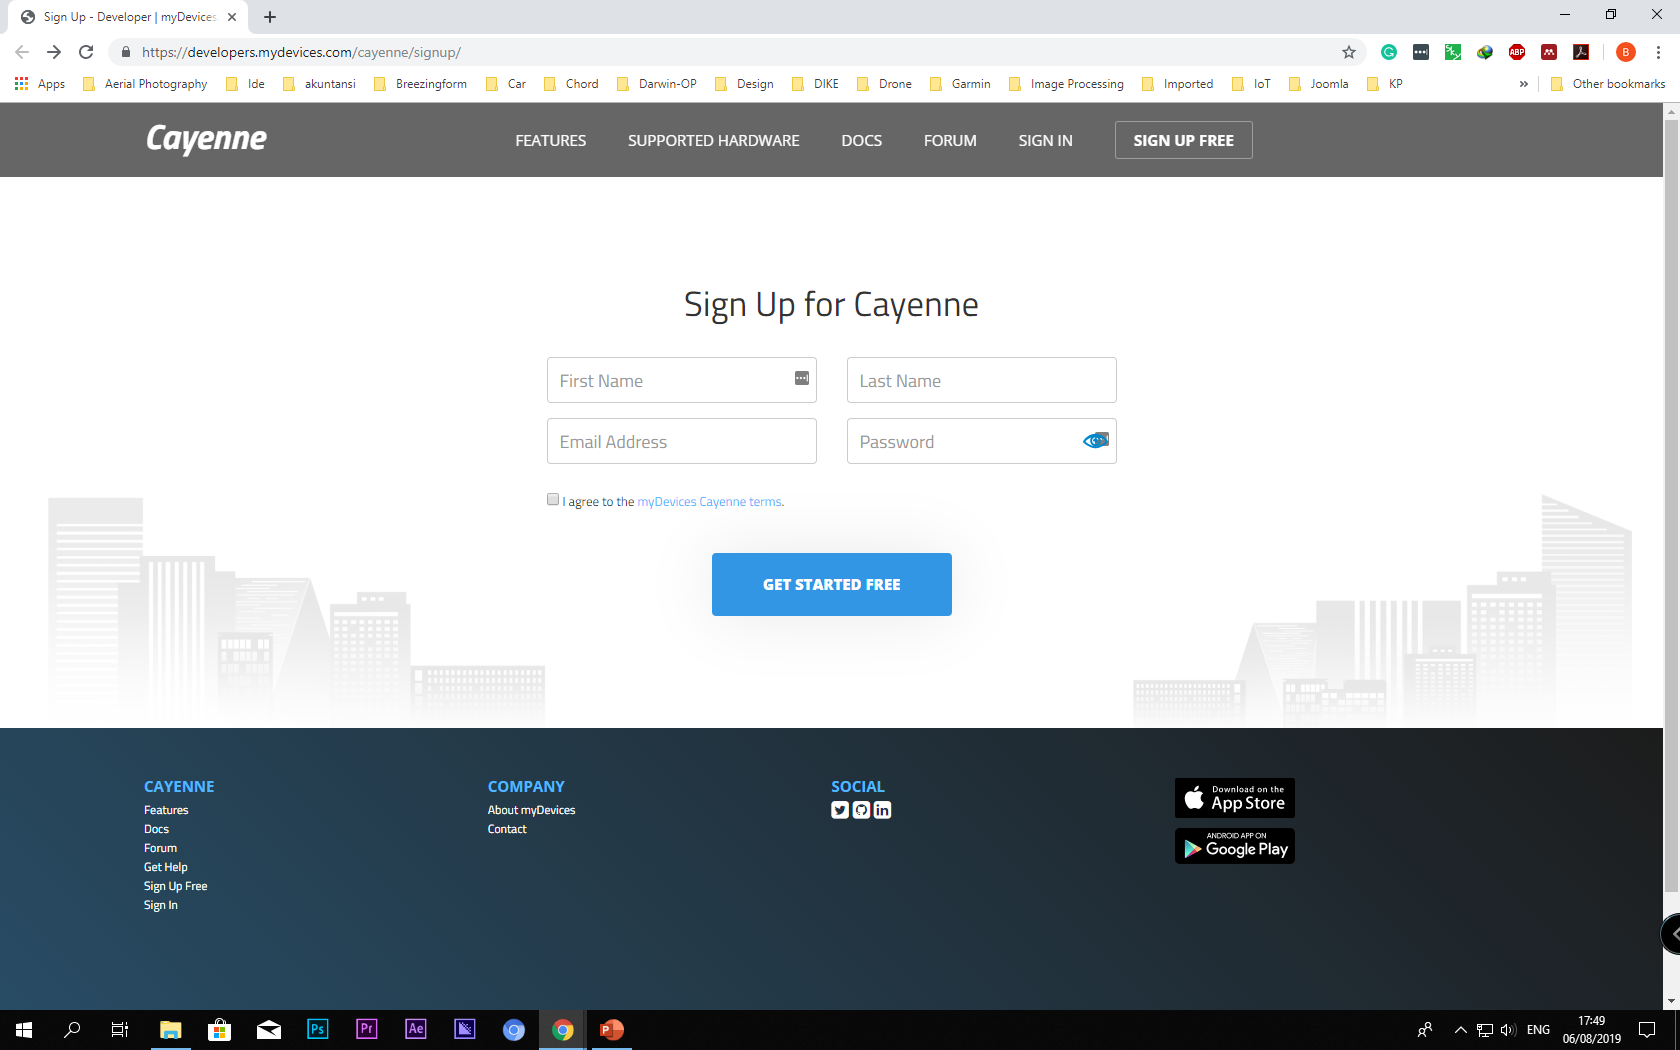 Sign Up - Developer | myDevices
https://developers.mydevices.com/cayenne/signup/
Apps Aerial Photography Ide akuntansi Breezingform Car Chord Darwin-OP Design DIKE Drone Garmin Image Processing Imported IoT Joomla KP » Other bookmarks
Cayenne FEATURES SUPPORTED HARDWARE DOCS FORUM SIGN IN SIGN UP FREE
Sign Up for Cayenne
First Name Last Name
Email Address Password
I agree to the myDevices Cayenne terms.
GET STARTED FREE
CAYENNE
Features
Docs
Forum
Get Help
Sign Up Free
Sign In
COMPANY
About myDevices
Contact
SOCIAL
Download on the
App Store
ANDROID APP ON
Google Play
Ps Pr Ae
ENG
17:49
06/08/2019